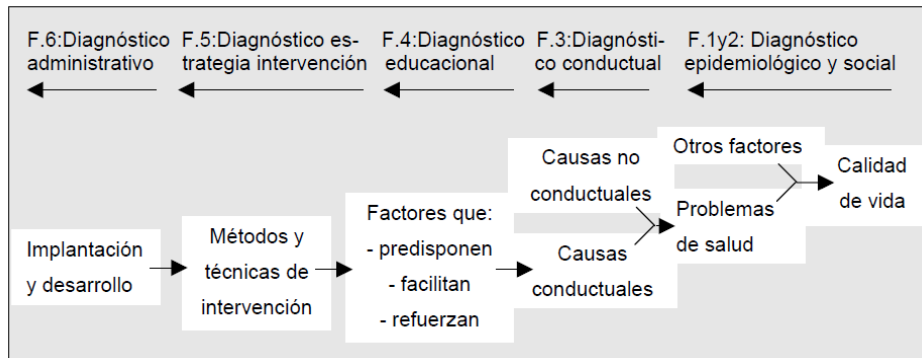 F.6:Diagnóstico
administrativo
F.5:Diagnóstico es-
trategia intervención
F.4:Diagnóstico
educacional
F.3:Diagnósti-
co conductual
F.1y2: Diagnóstico
epidemiológico y social
Implantación
y desarrollo
Métodos y
técnicas de
intervención
Factores que:
- predisponen
- facilitan
- refuerzan
Causas no
conductuales
Causas
conductuales
Otros factores
Problemas
de salud
Calidad
de vida